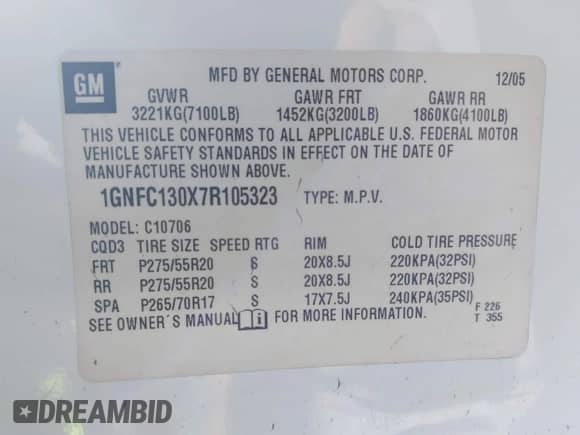 GM
MFD BY GENERAL MOTORS CORP. 12/05
GVWR GAWR FRT GAWR RR
3221KG(7100LB) 1452KG(3200LB) 1860KG(4100LB)
THIS VEHICLE CONFORMS TO ALL APPLICABLE U.S. FEDERAL MOTOR
VEHICLE SAFETY STANDARDS IN EFFECT ON THE DATE OF
MANUFACTURE SHOWN ABOVE.
1GNFC130X7R105323 TYPE: M.P.V.
MODEL: C10706
CQD3 TIRE SIZE SPEED RTG RIM COLD TIRE PRESSURE
FRT P275/55R20 S 20X8.5J 220KPA(32PSI)
RR P275/55R20 S 20X8.5J 220KPA(32PSI)
SPA P265/70R17 S 17X7.5J 240KPA(35PSI)
SEE OWNER´S MANUAL i FOR MORE INFORMATION. F 226
T 355
DREAMBID